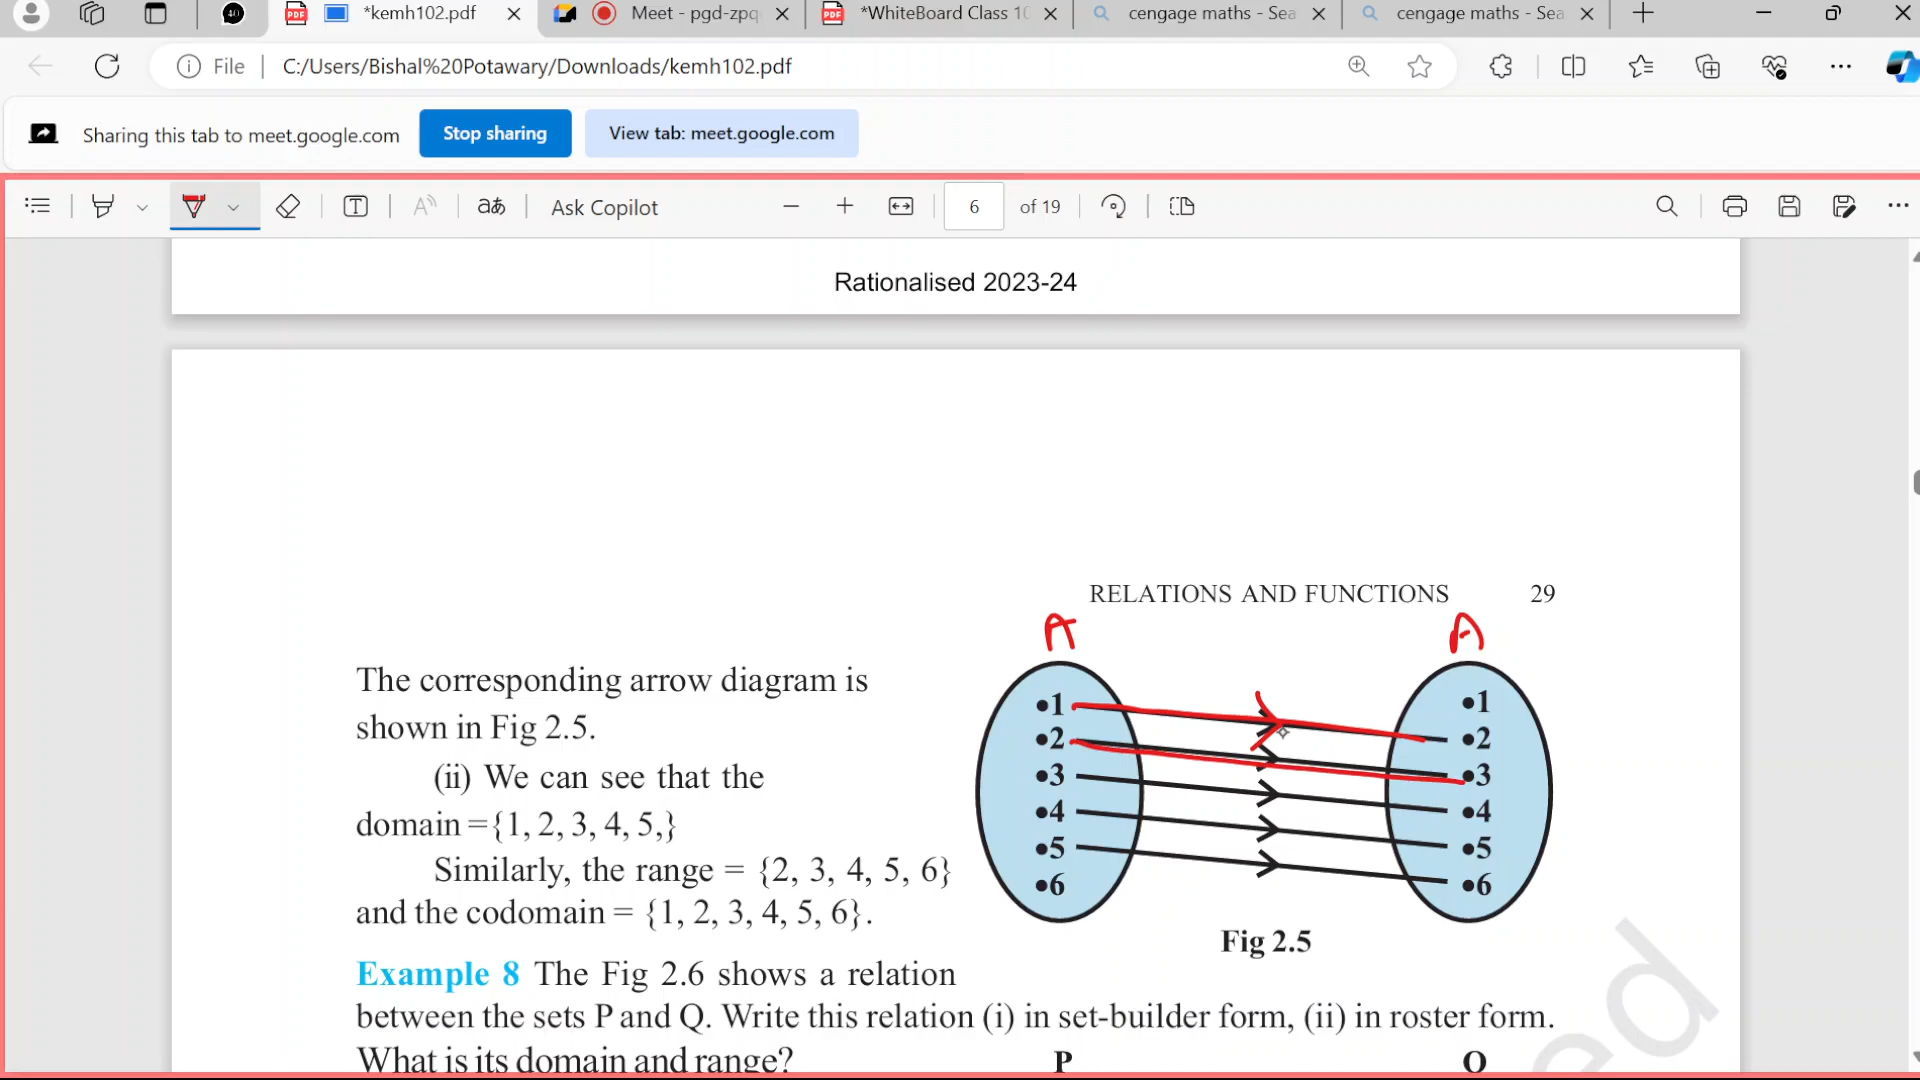 40
*kemh102.pdf
Meet - pgd-zpq
*WhiteBoard Class 10
cengage maths - Sea
cengage maths - Sea
File
C:/Users/Bishal%20Potawary/Downloads/kemh102.pdf
Sharing this tab to meet.google.com
Stop sharing
View tab: meet.google.com
aあ
Ask Copilot
6
of 19
Rationalised 2023-24
RELATIONS AND FUNCTIONS 29
A A
The corresponding arrow diagram is
shown in Fig 2.5.
(ii) We can see that the
domain ={1, 2, 3, 4, 5,}
Similarly, the range = {2, 3, 4, 5, 6}
and the codomain = {1, 2, 3, 4, 5, 6}.
•1 •1
•2 •2
•3 •3
•4 •4
•5 •5
•6 •6
Fig 2.5
Example 8 The Fig 2.6 shows a relation
between the sets P and Q. Write this relation (i) in set-builder form, (ii) in roster form.
What is its domain and range?
P Q
ed